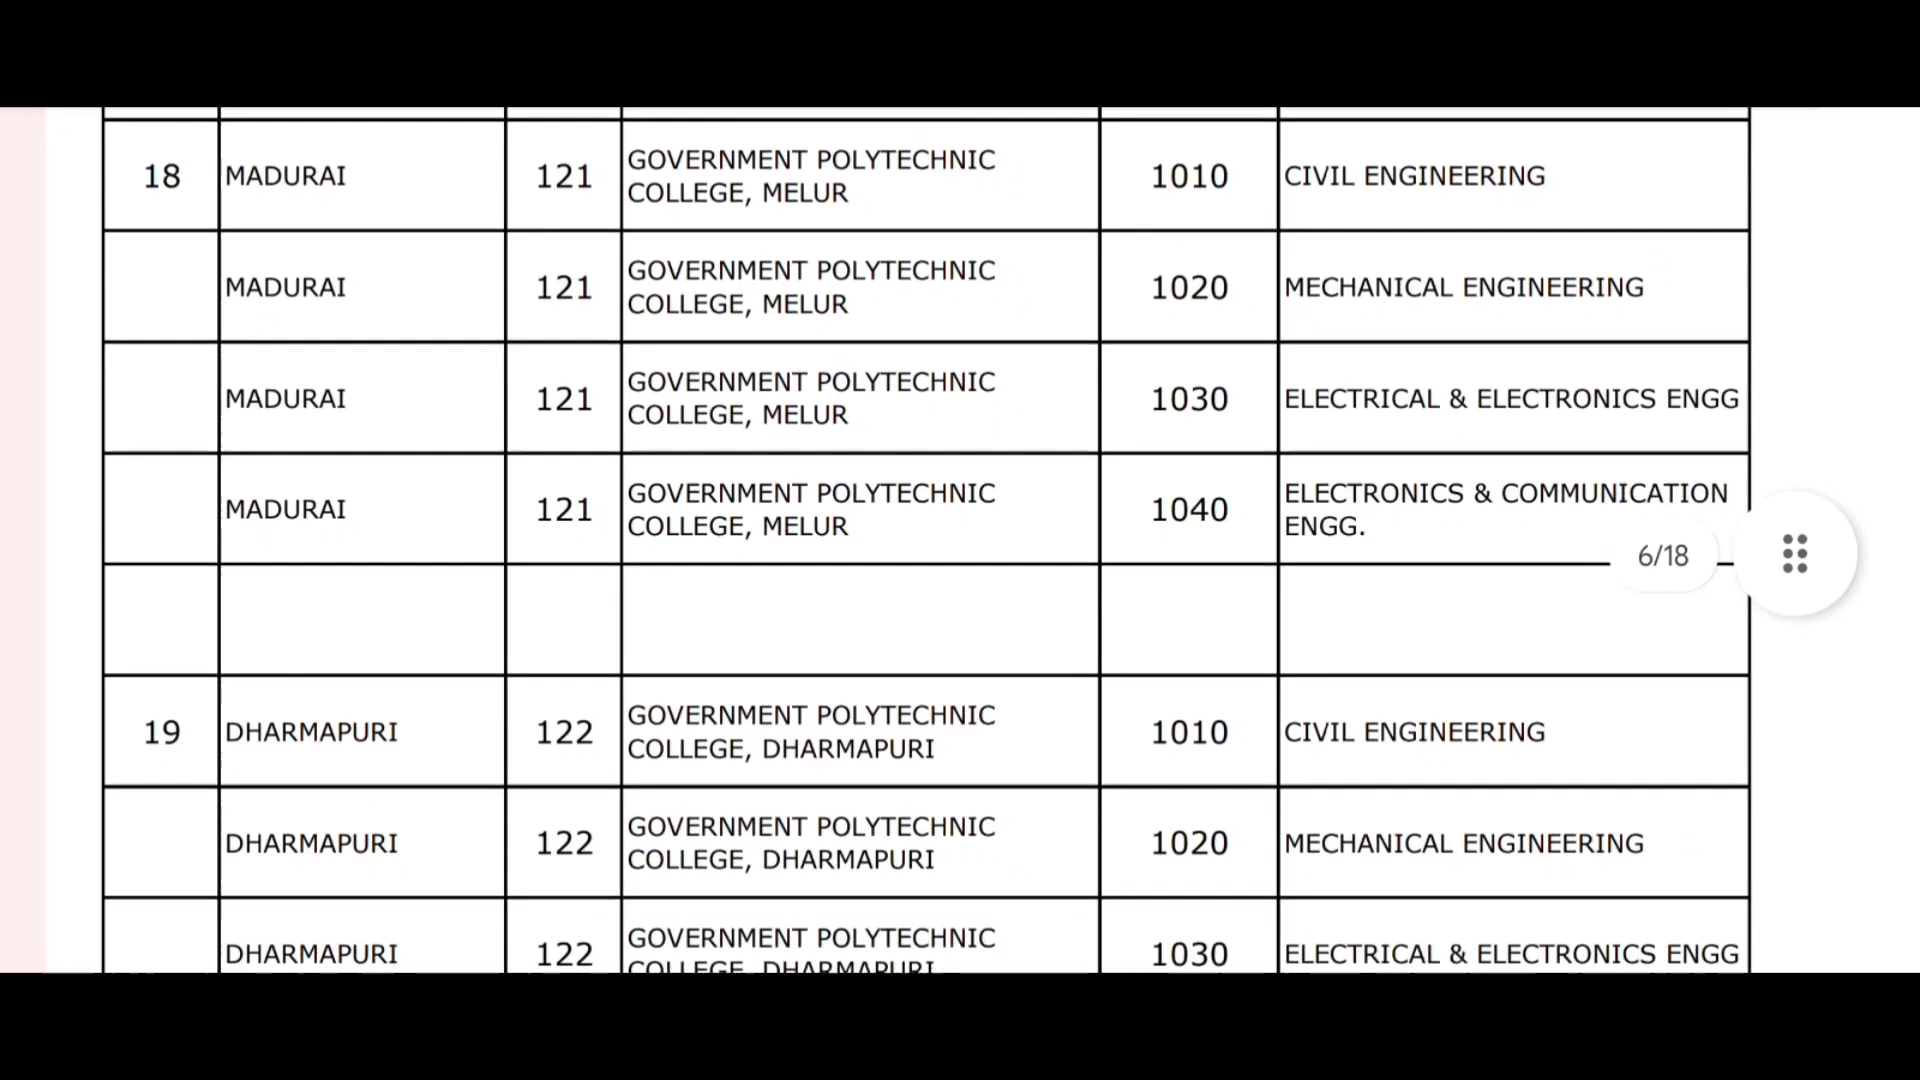 18 MADURAI 121 GOVERNMENT POLYTECHNIC COLLEGE, MELUR 1010 CIVIL ENGINEERING
MADURAI 121 GOVERNMENT POLYTECHNIC COLLEGE, MELUR 1020 MECHANICAL ENGINEERING
MADURAI 121 GOVERNMENT POLYTECHNIC COLLEGE, MELUR 1030 ELECTRICAL & ELECTRONICS ENGG
MADURAI 121 GOVERNMENT POLYTECHNIC COLLEGE, MELUR 1040 ELECTRONICS & COMMUNICATION ENGG.
6/18
19 DHARMAPURI 122 GOVERNMENT POLYTECHNIC COLLEGE, DHARMAPURI 1010 CIVIL ENGINEERING
DHARMAPURI 122 GOVERNMENT POLYTECHNIC COLLEGE, DHARMAPURI 1020 MECHANICAL ENGINEERING
DHARMAPURI 122 GOVERNMENT POLYTECHNIC COLLEGE, DHARMAPURI 1030 ELECTRICAL & ELECTRONICS ENGG